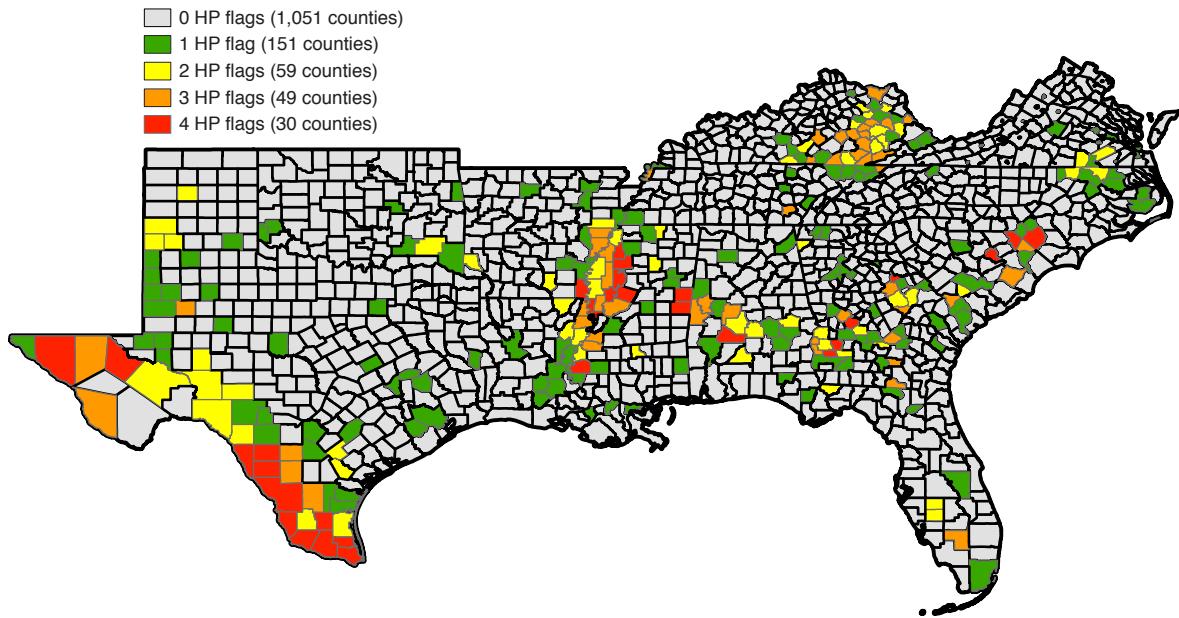 0 HP flags (1,051 counties)
1 HP flag (151 counties)
2 HP flags (59 counties)
3 HP flags (49 counties)
4 HP flags (30 counties)